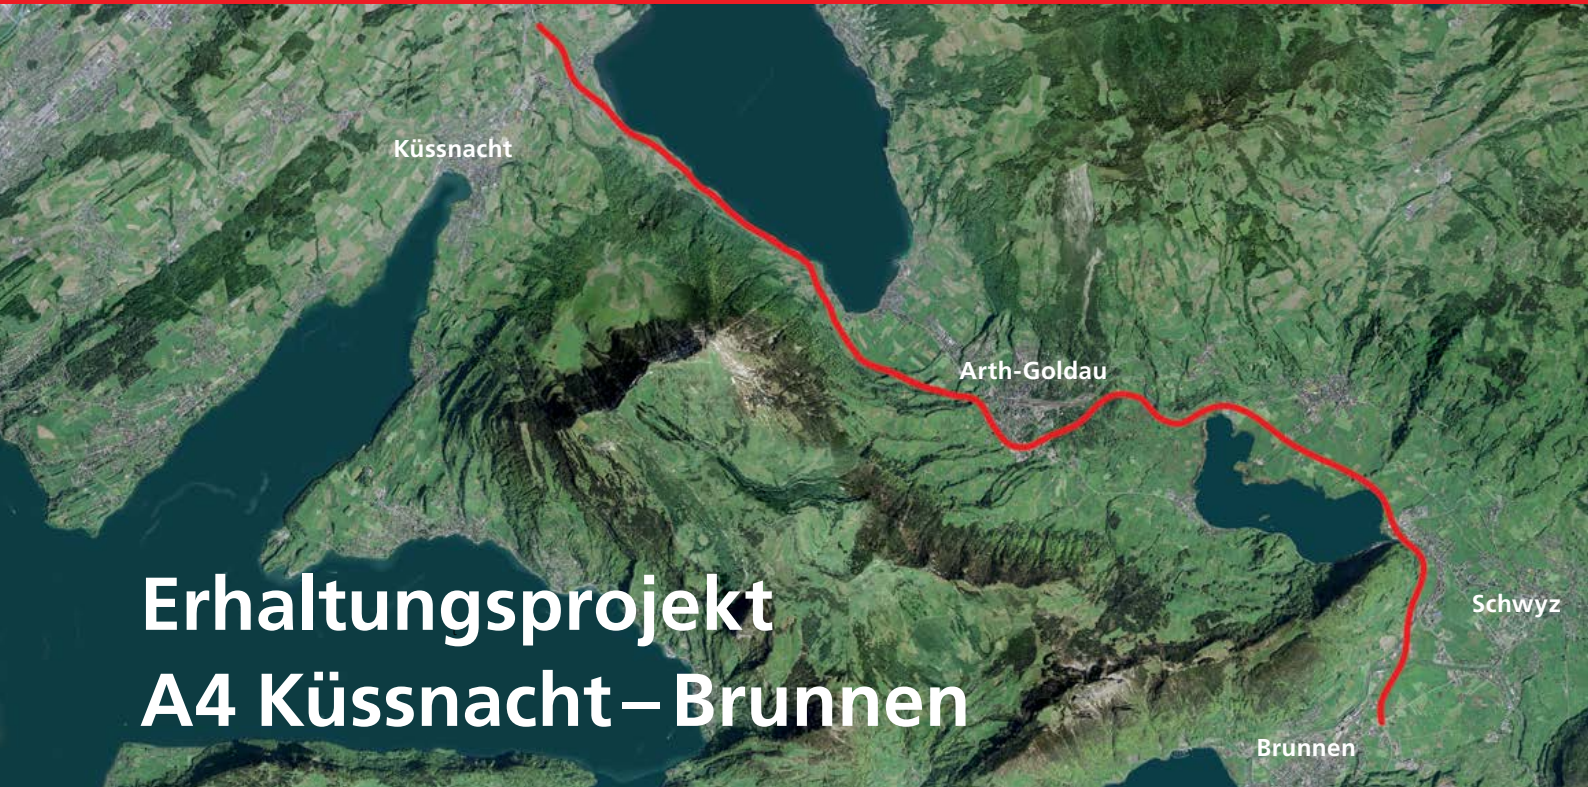 Küssnacht
Arth-Goldau
Schwyz
Erhaltungsprojekt
A4 Küssnacht – Brunnen
Brunnen